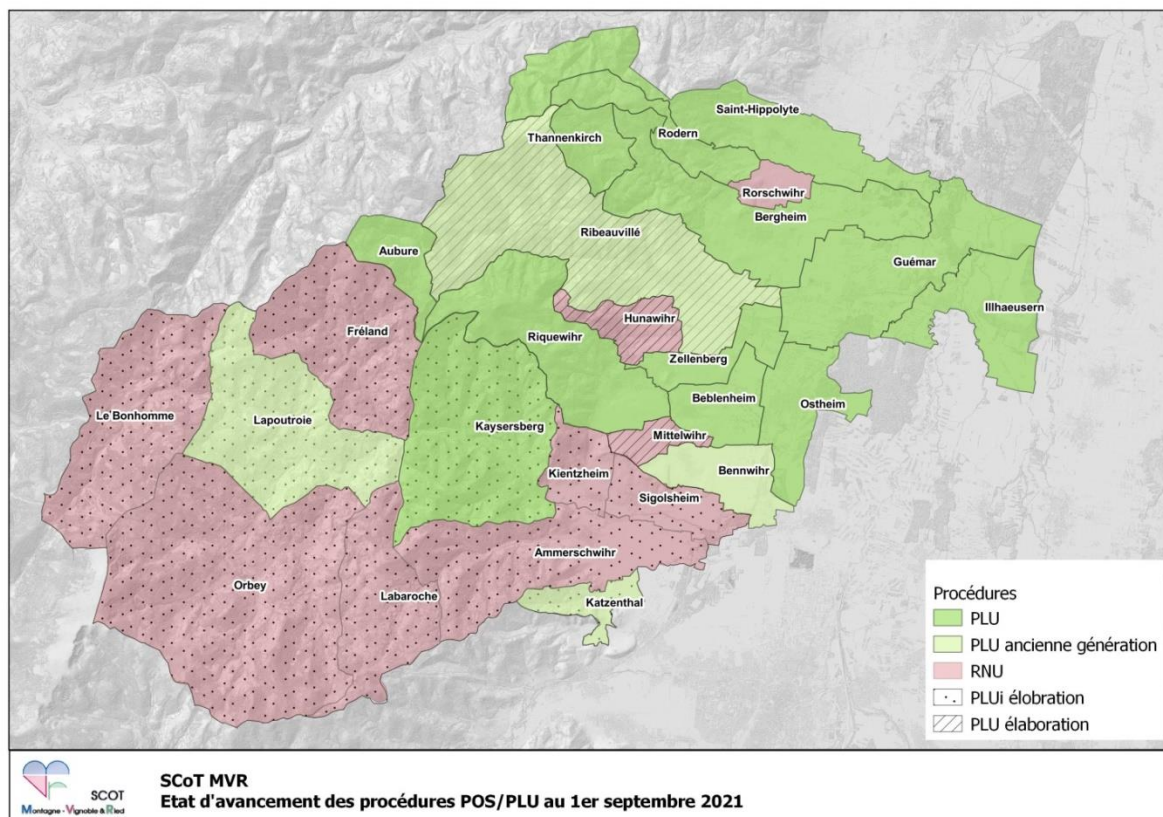 Saint-Hippolyte
Thannenkirch
Rodern
Rorschwihr
Bergheim
Ribeauvillé
Aubure
Guémar
Illhaeusern
Hunawihr
Fréland
Riquewihr
Zellenberg
Beblenheim
Ostheim
Le Bonhomme
Lapoutroie
Kaysersberg
Mittelwihr
Bennwihr
Kientzheim
Sigolsheim
Ammerschwihr
Orbey
Labaroche
Katzenthal
Procédures
PLU
PLU ancienne génération
RNU
PLUi élobration
PLU élaboration
SCOT
Montagne - Vignoble & Ried
SCoT MVR
Etat d'avancement des procédures POS/PLU au 1er septembre 2021